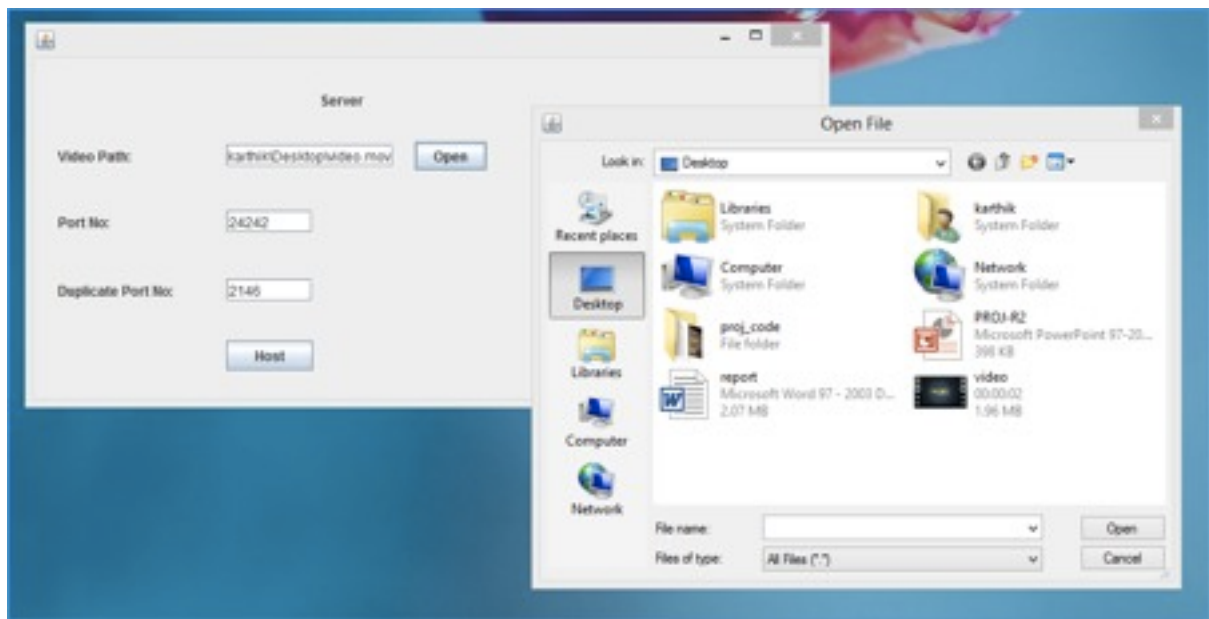 Server
Video Path:
karthik\Desktop\video.mov
Open
Port No:
24242
Duplicate Port No:
2146
Host
Open File
Look in:
Desktop
Recent places
Desktop
Libraries
Computer
Network
Libraries
System Folder
karthik
System Folder
Computer
System Folder
Network
System Folder
proj_code
File folder
PROJ-R2
Microsoft PowerPoint 97-20...
398 KB
report
Microsoft Word 97 - 2003 D...
2.07 MB
video
00:00:02
1.96 MB
File name:
Open
Files of type:
All Files (*.*)
Cancel